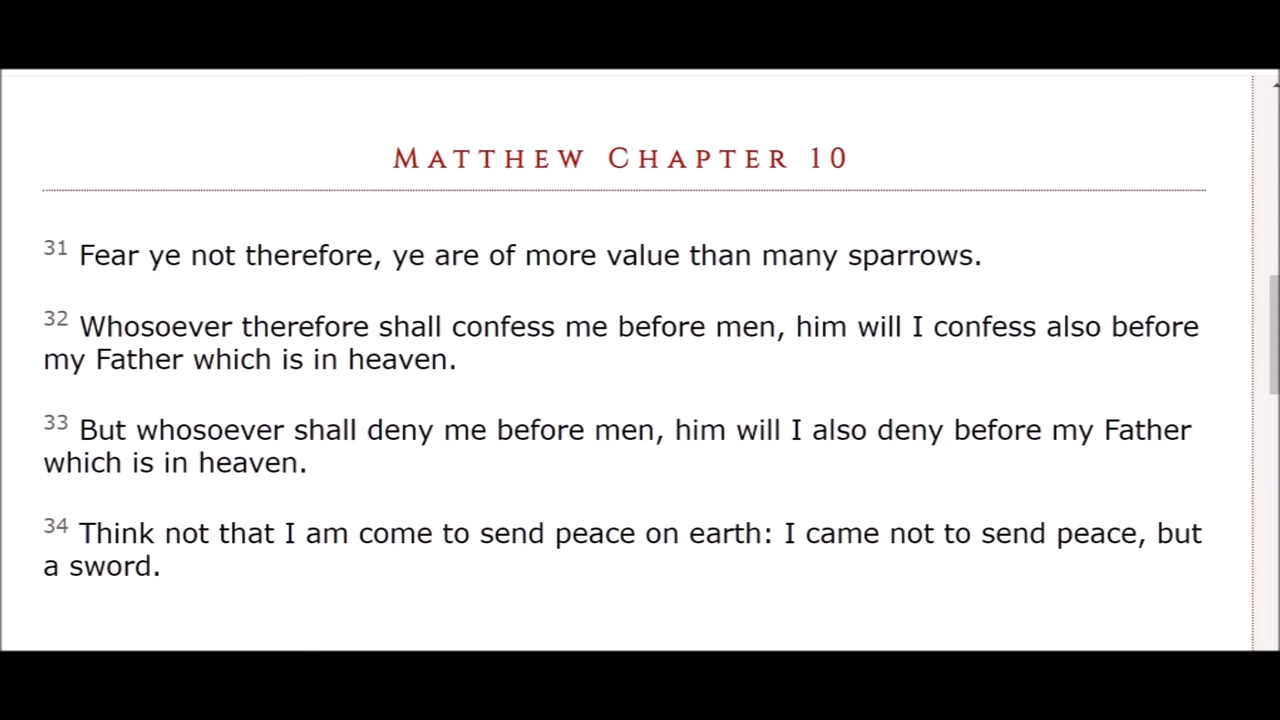 MATTHEW CHAPTER 10
31 Fear ye not therefore, ye are of more value than many sparrows.
32 Whosoever therefore shall confess me before men, him will I confess also before
my Father which is in heaven.
33 But whosoever shall deny me before men, him will I also deny before my Father
which is in heaven.
34 Think not that I am come to send peace on earth: I came not to send peace, but
a sword.